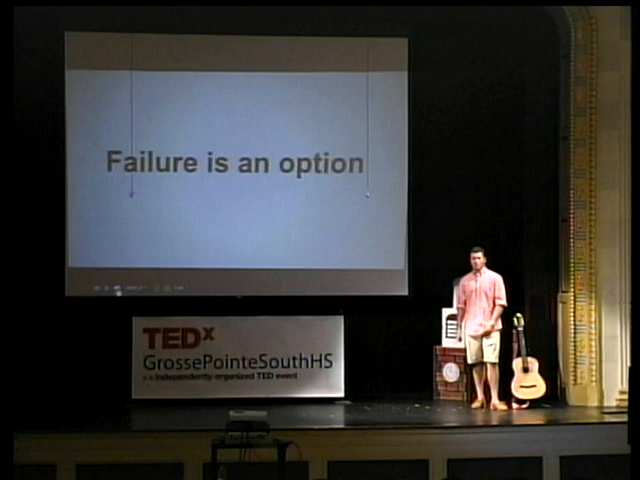 Failure is an option
TEDx
GrossePointeSouthHS
x = independently organized TED event